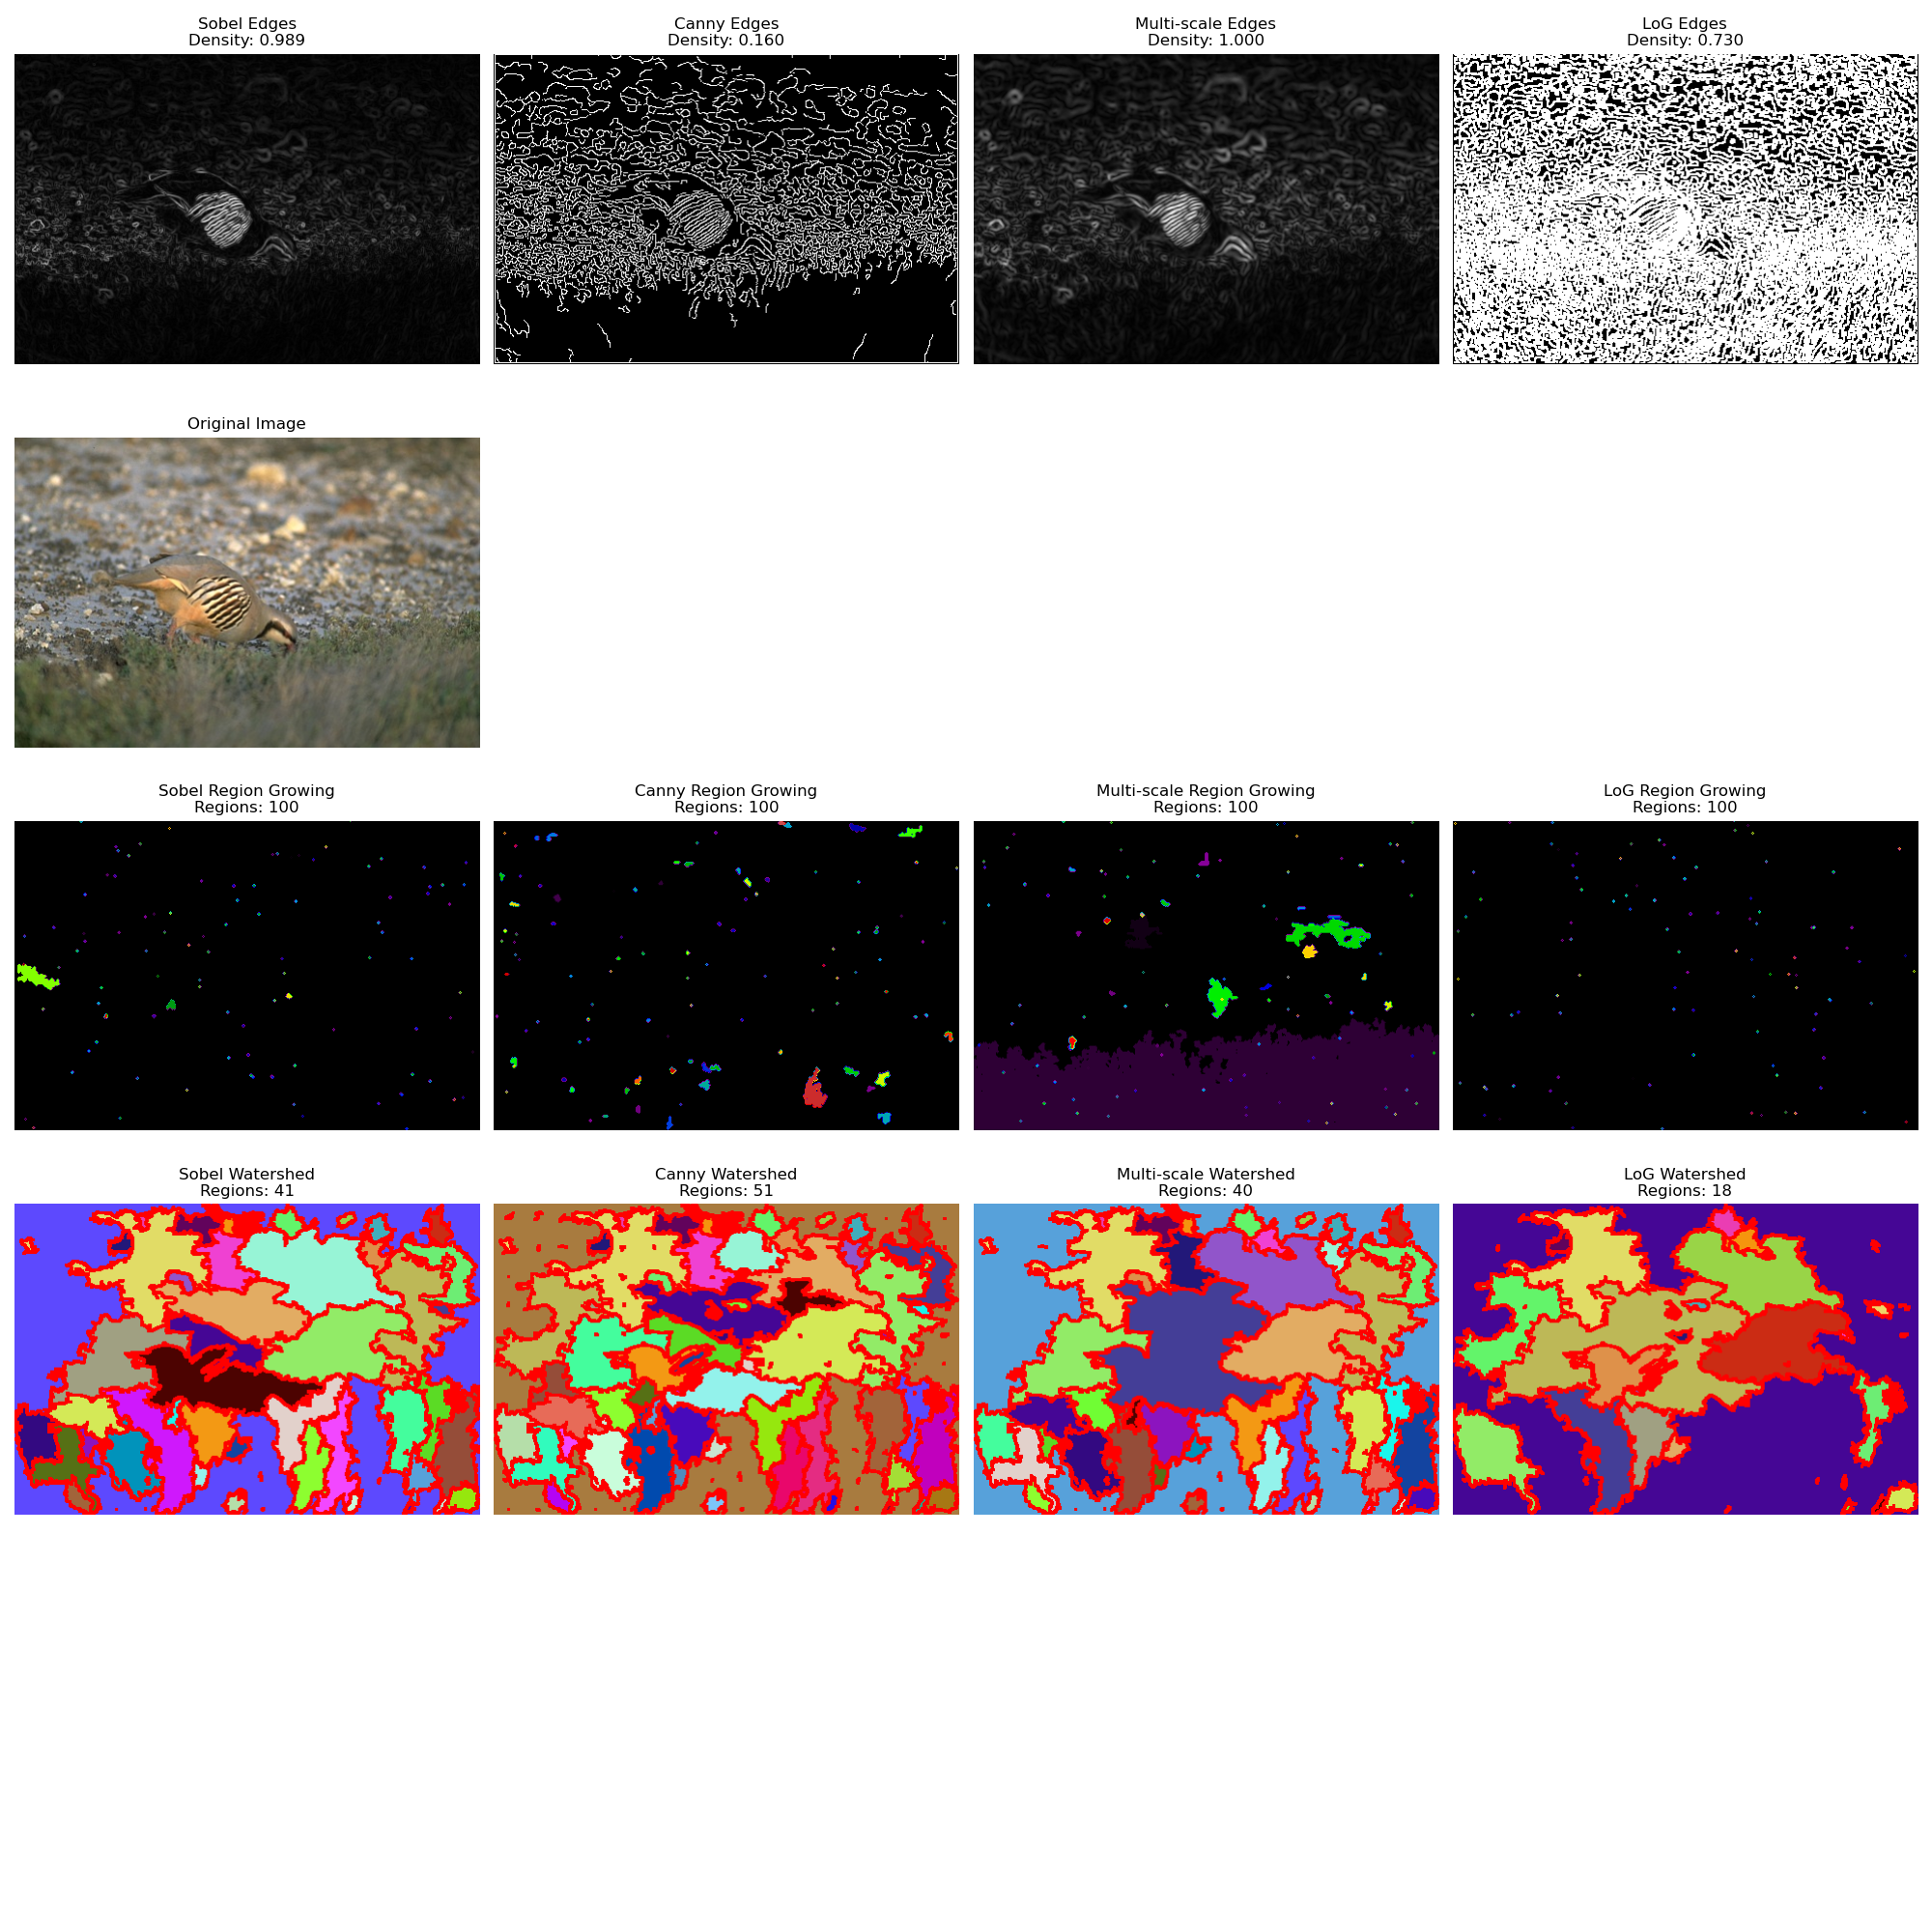 Sobel Edges
Density: 0.989
Canny Edges
Density: 0.160
Multi-scale Edges
Density: 1.000
LoG Edges
Density: 0.730
Original Image
Sobel Region Growing
Regions: 100
Canny Region Growing
Regions: 100
Multi-scale Region Growing
Regions: 100
LoG Region Growing
Regions: 100
Sobel Watershed
Regions: 41
Canny Watershed
Regions: 51
Multi-scale Watershed
Regions: 40
LoG Watershed
Regions: 18